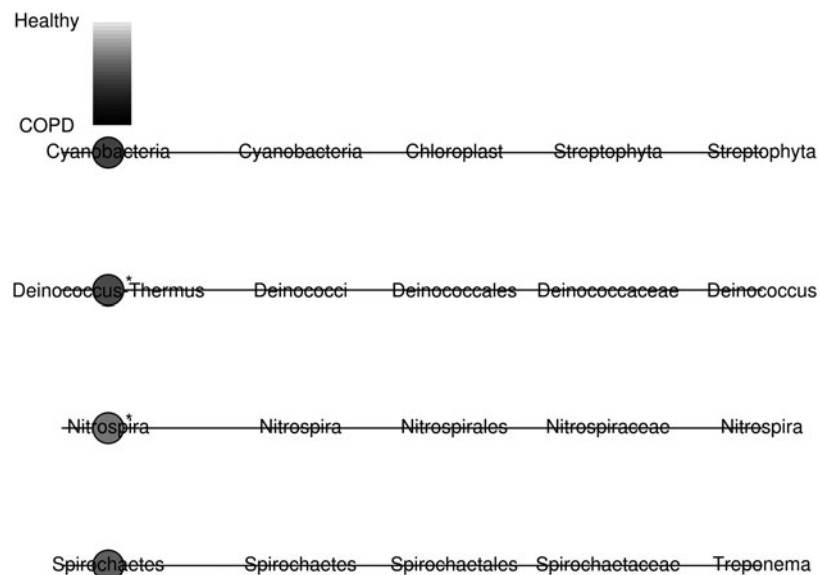 Healthy
COPD
Cyanobacteria Cyanobacteria Chloroplast Streptophyta Streptophyta
*
Deinococcus-Thermus Deinococci Deinococcales Deinococcaceae Deinococcus
*
Nitrospira Nitrospira Nitrospirales Nitrospiraceae Nitrospira
Spirochaetes Spirochaetes Spirochaetales Spirochaetaceae Treponema